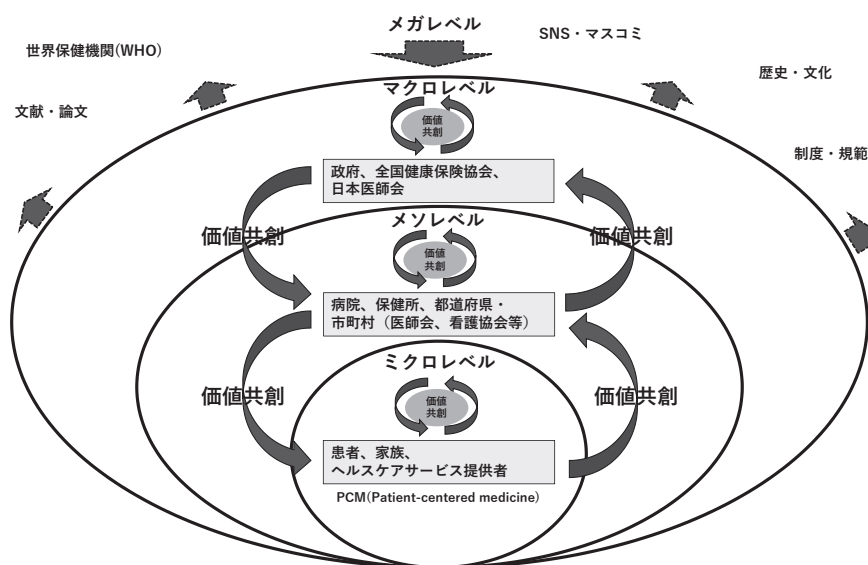 メガレベル
SNS・マスコミ
世界保健機関(WHO)
歴史・文化
文献・論文
制度・規範
マクロレベル
価値
共創
政府、全国健康保険協会、
日本医師会
価値共創
価値共創
メソレベル
価値
共創
病院、保健所、都道府県・
市町村（医師会、看護協会等）
価値共創
価値共創
ミクロレベル
価値
共創
患者、家族、
ヘルスケアサービス提供者
PCM(Patient-centered medicine)